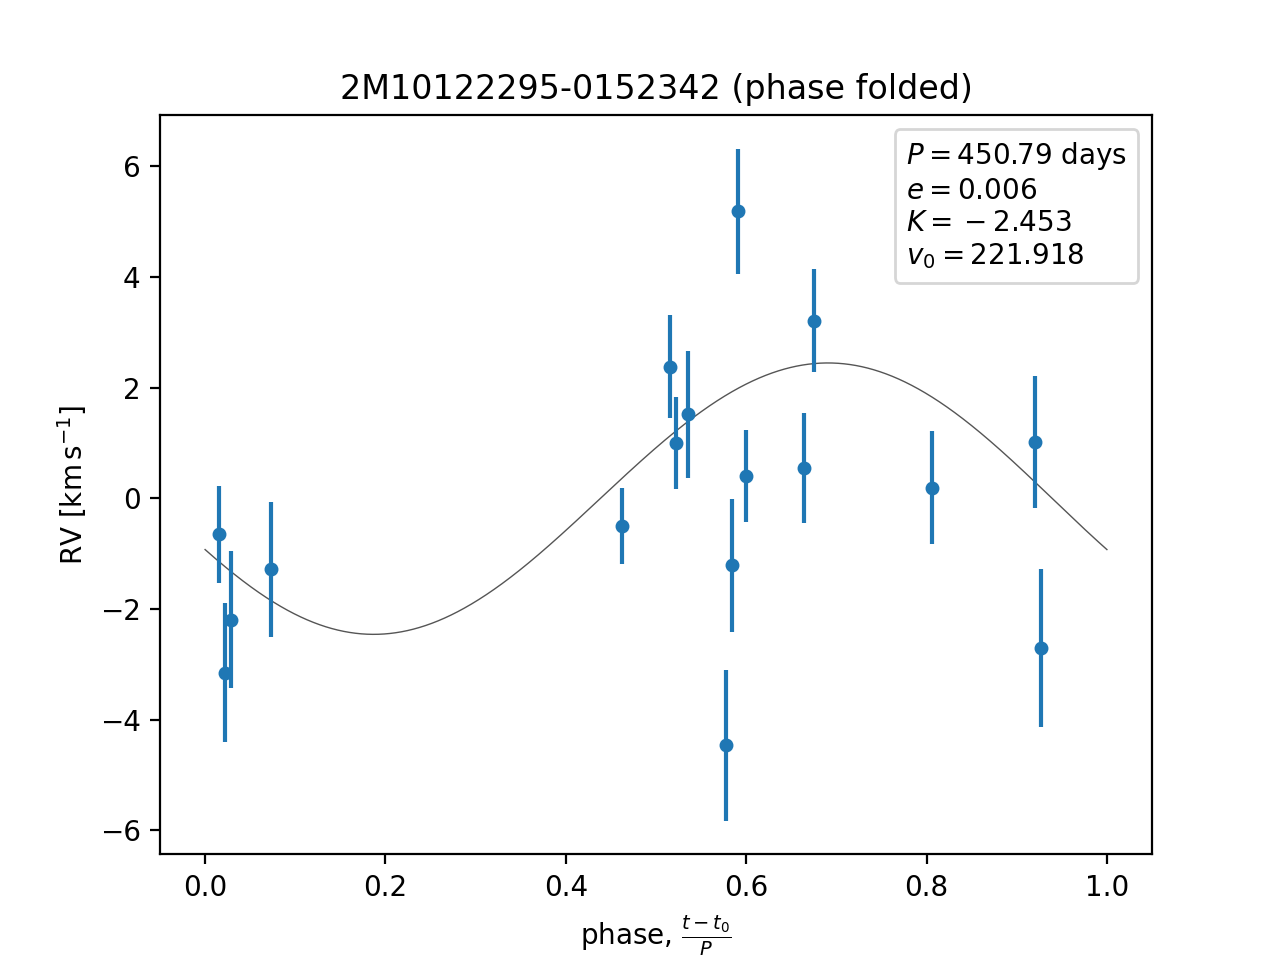 2M10122295-0152342 (phase folded)
P = 450.79 days
e = 0.006
K = −2.453
v₀ = 221.918
RV [km s⁻¹]
6
4
2
0
−2
−4
−6
0.0 0.2 0.4 0.6 0.8 1.0
phase, (t − t₀)/P